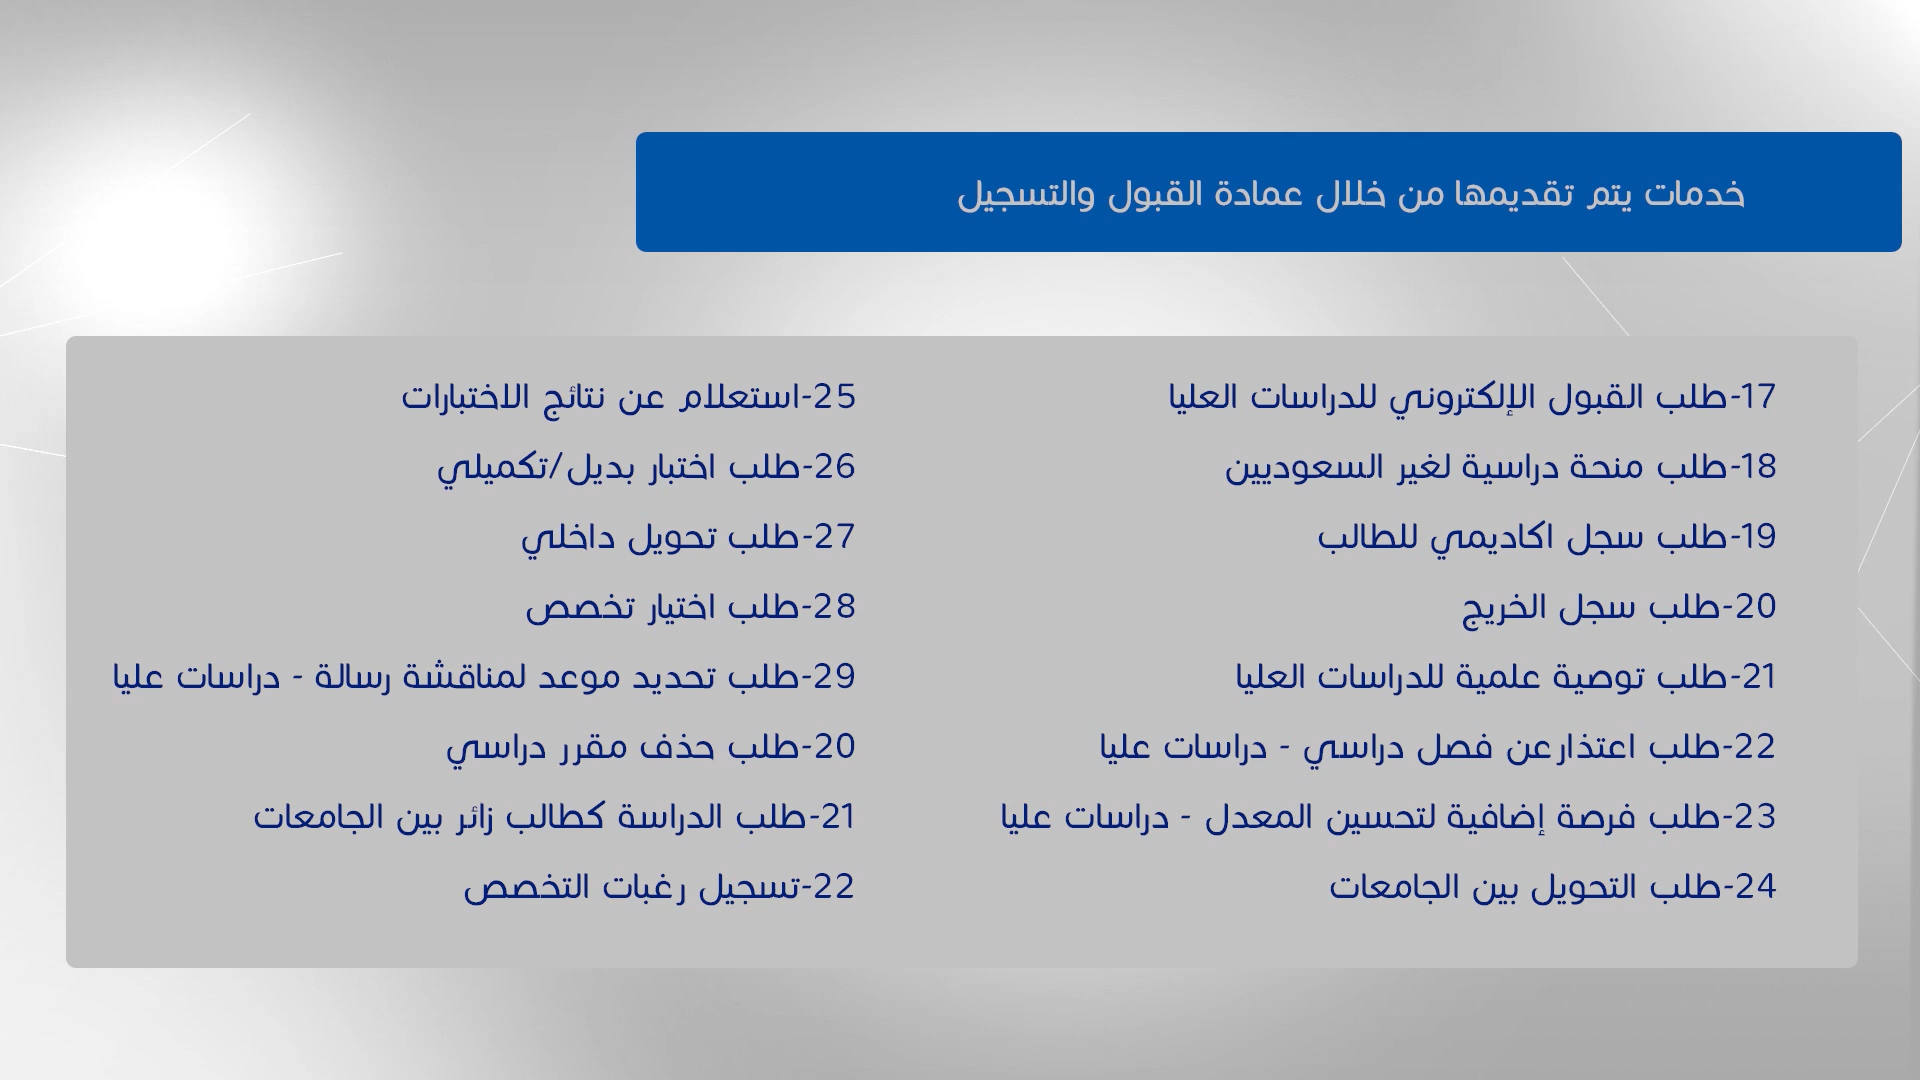 خدمات يتم تقديمها من خلال عمادة القبول والتسجيل
17-طلب القبول الإلكتروني للدراسات العليا
18-طلب منحة دراسية لغير السعوديين
19-طلب سجل اكاديمي للطالب
20-طلب سجل الخريج
21-طلب توصية علمية للدراسات العليا
22-طلب اعتذار عن فصل دراسي - دراسات عليا
23-طلب فرصة إضافية لتحسين المعدل - دراسات عليا
24-طلب التحويل بين الجامعات
25-استعلام عن نتائج الاختبارات
26-طلب اختبار بديل/تكميلي
27-طلب تحويل داخلي
28-طلب اختيار تخصص
29-طلب تحديد موعد لمناقشة رسالة - دراسات عليا
20-طلب حذف مقرر دراسي
21-طلب الدراسة كطالب زائر بين الجامعات
22-تسجيل رغبات التخصص